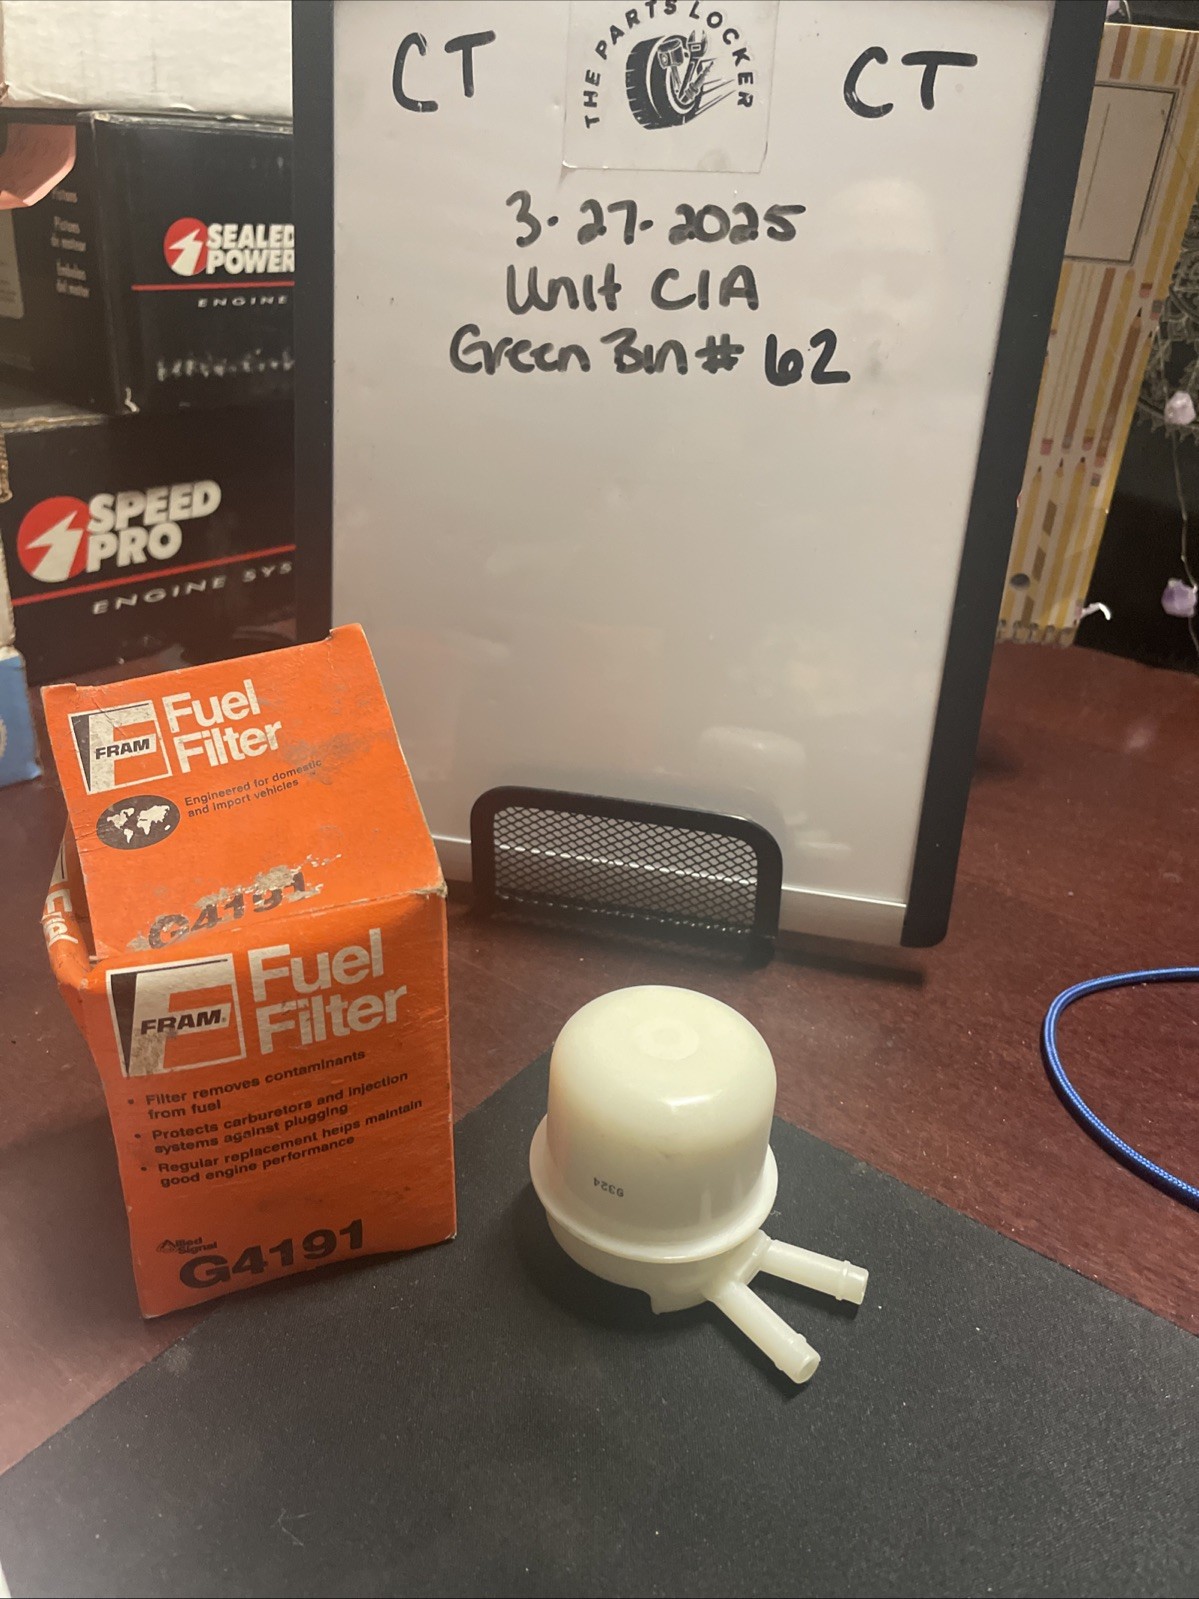 CT
THE PARTS LOCKER
CT
3-27-2025
Unit C1A
Green Bin # 62
Pistons
SEALED
POWER
ENGINE
SPEED
PRO
ENGINE SYS
FRAM
Fuel
Filter
Engineered for domestic
and import vehicles
G4191
FRAM
Fuel
Filter
• Filter removes contaminants
from fuel
• Protects carburetors and injection
systems against plugging
• Regular replacement helps maintain
good engine performance
Allied
Signal
G4191
9324